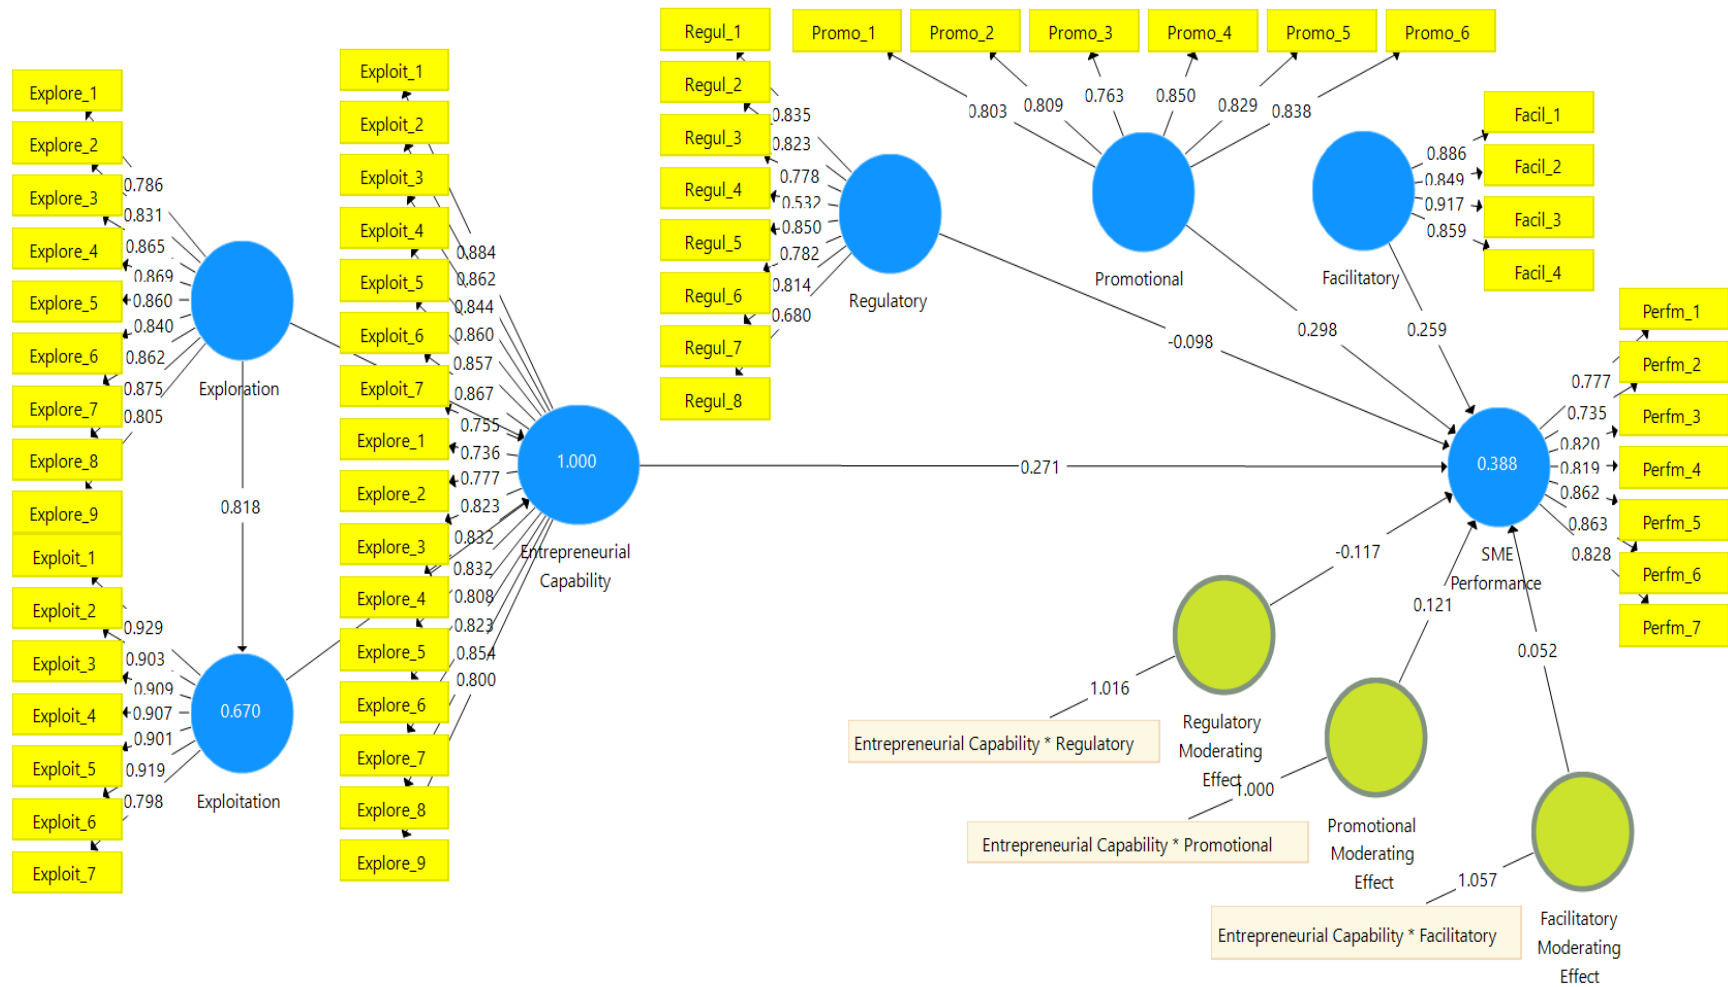 Explore_1
Explore_2
Explore_3
Explore_4
Explore_5
Explore_6
Explore_7
Explore_8
Explore_9
0.786
0.831
0.865
0.869
0.860
0.840
0.862
0.875
0.805
Exploration
0.818
Exploit_1
Exploit_2
Exploit_3
Exploit_4
Exploit_5
Exploit_6
Exploit_7
0.929
0.903
0.909
0.907
0.901
0.919
0.798
0.670
Exploitation
Exploit_1
Exploit_2
Exploit_3
Exploit_4
Exploit_5
Exploit_6
Exploit_7
Explore_1
Explore_2
Explore_3
Explore_4
Explore_5
Explore_6
Explore_7
Explore_8
Explore_9
0.884
0.862
0.844
0.860
0.857
0.867
0.755
0.736
0.777
0.823
0.832
0.832
0.808
0.823
0.854
0.800
1.000
Entrepreneurial
Capability
0.271
Regul_1
Regul_2
Regul_3
Regul_4
Regul_5
Regul_6
Regul_7
Regul_8
0.835
0.823
0.778
0.532
0.850
0.782
0.814
0.680
Regulatory
-0.098
Promo_1
Promo_2
Promo_3
Promo_4
Promo_5
Promo_6
0.803
0.809
0.763
0.850
0.829
0.838
Promotional
0.298
Facil_1
Facil_2
Facil_3
Facil_4
0.886
0.849
0.917
0.859
Facilitatory
0.259
Perfm_1
Perfm_2
Perfm_3
Perfm_4
Perfm_5
Perfm_6
Perfm_7
0.777
0.735
0.820
0.819
0.862
0.863
0.828
0.388
SME
Performance
-0.117
0.121
0.052
1.016
Entrepreneurial Capability * Regulatory
Regulatory
Moderating
Effect
1.000
Entrepreneurial Capability * Promotional
Promotional
Moderating
Effect
1.057
Entrepreneurial Capability * Facilitatory
Facilitatory
Moderating
Effect